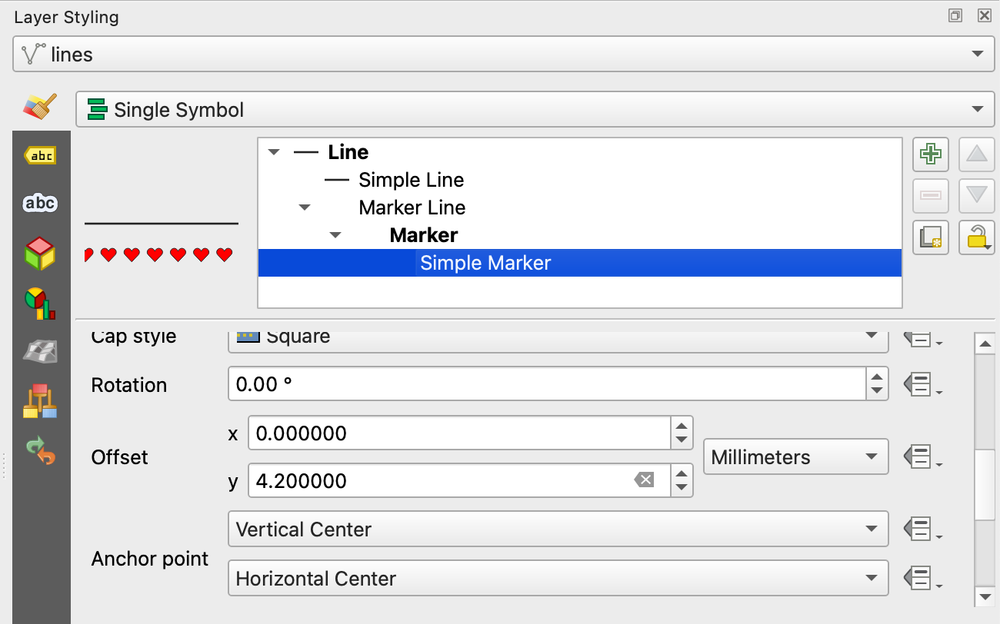 Layer Styling
lines
Single Symbol
abc
abc
Line
Simple Line
Marker Line
Marker
Simple Marker
Cap style
Square
Rotation
0.00 °
Offset
x
0.000000
Millimeters
y
4.200000
Anchor point
Vertical Center
Horizontal Center